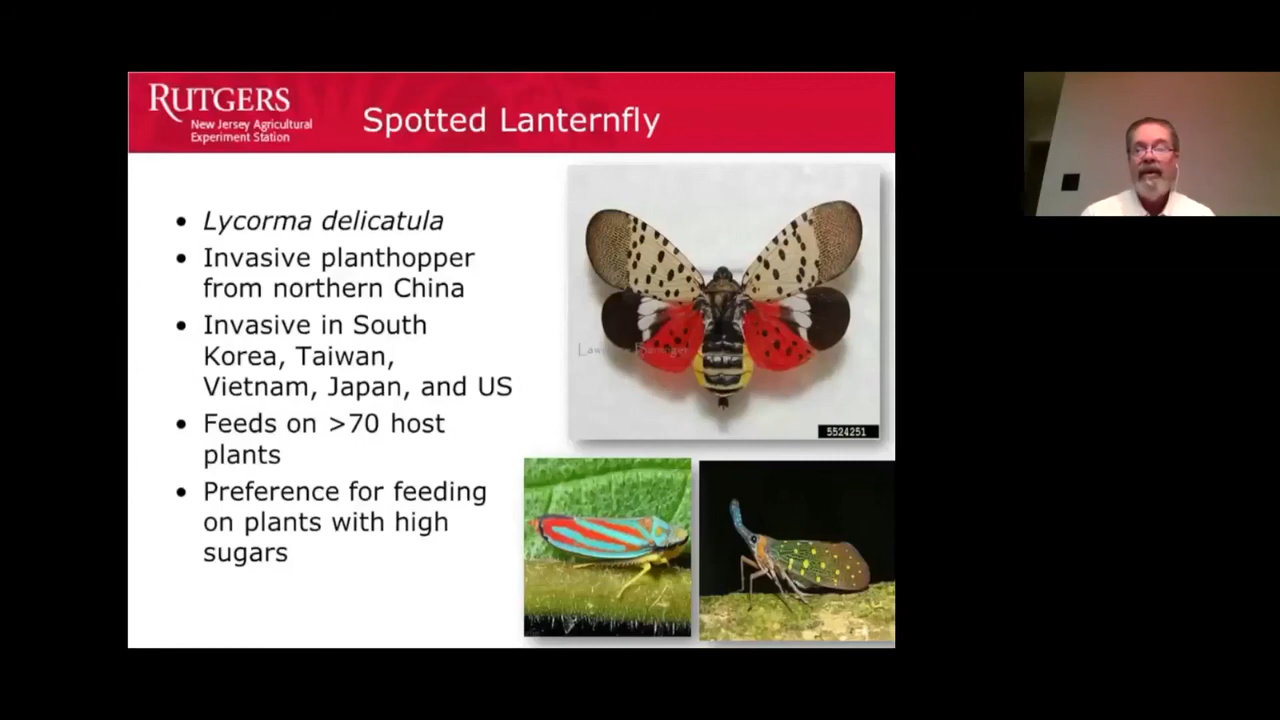 RUTGERS
New Jersey Agricultural
Experiment Station
Spotted Lanternfly
• Lycorma delicatula
• Invasive planthopper
from northern China
• Invasive in South
Korea, Taiwan,
Vietnam, Japan, and US
• Feeds on >70 host
plants
• Preference for feeding
on plants with high
sugars
5524251